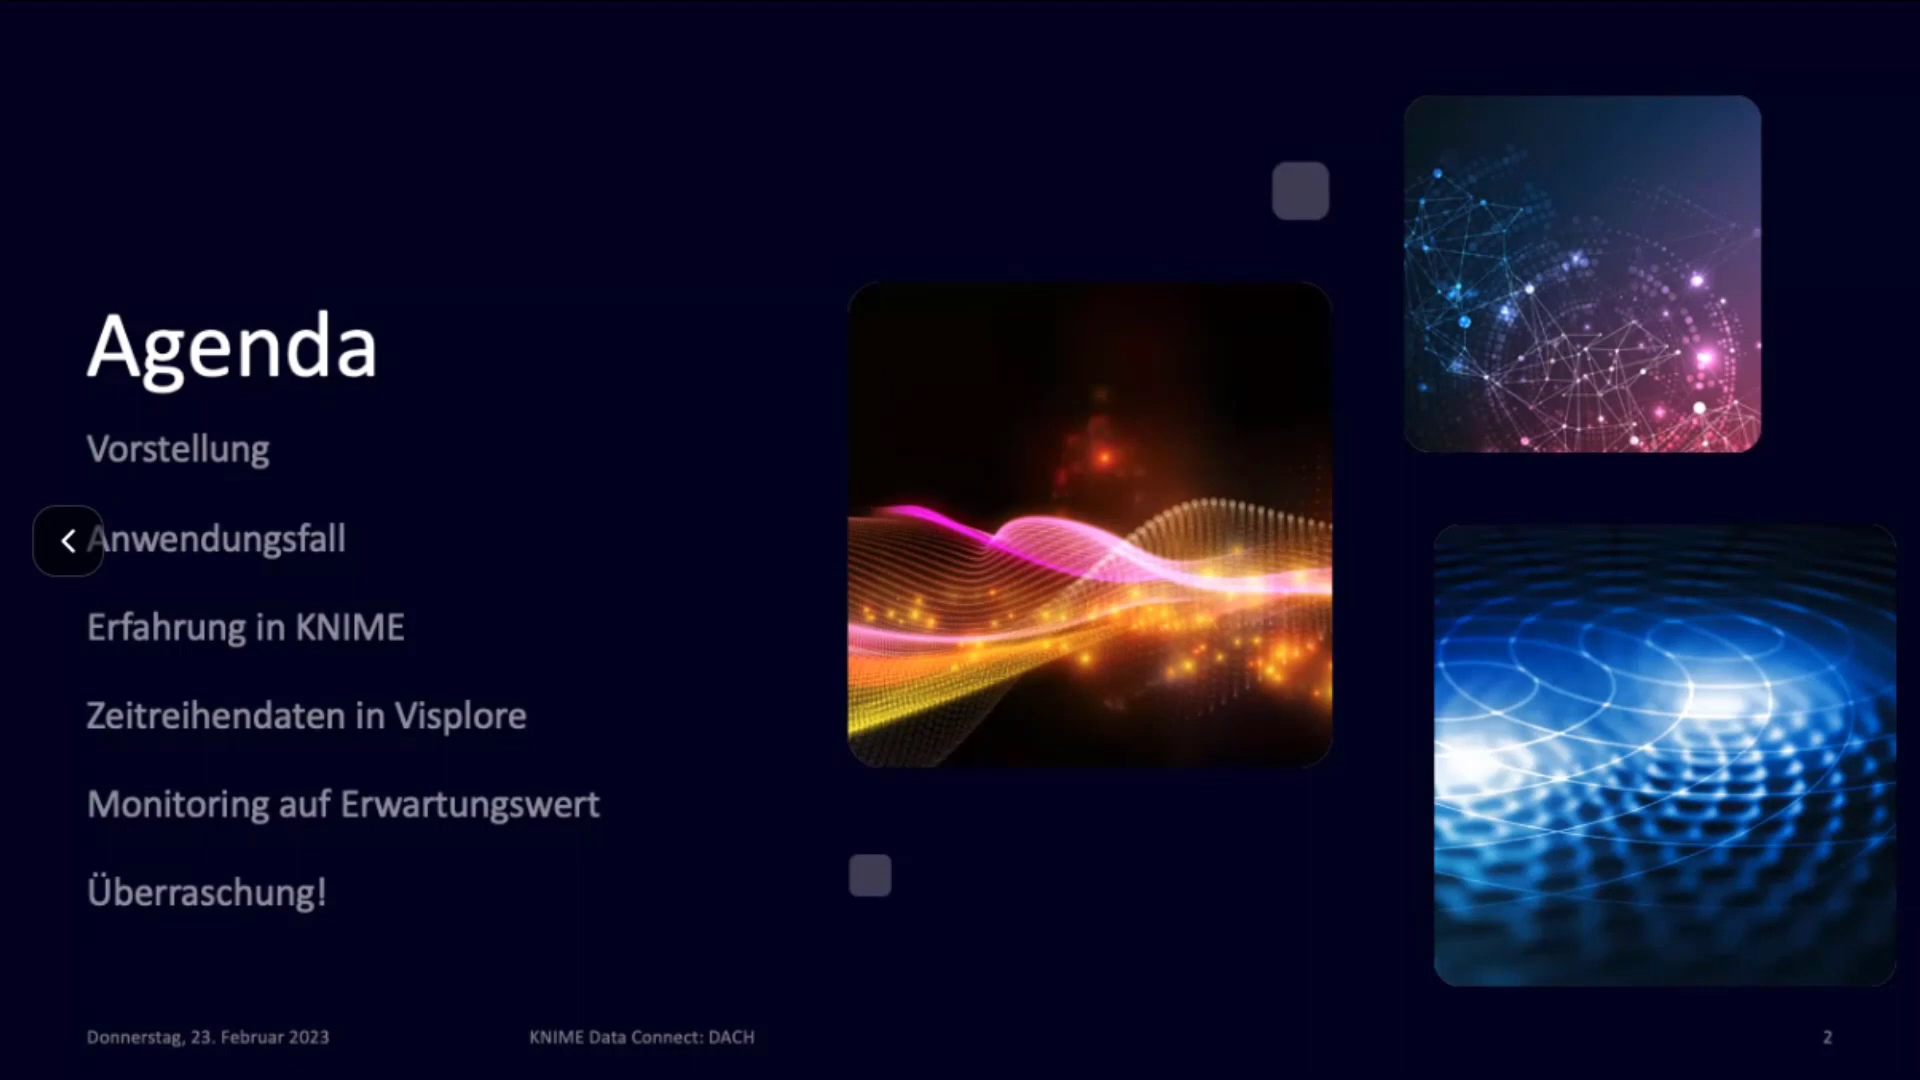 Agenda
Vorstellung
Anwendungsfall
Erfahrung in KNIME
Zeitreihendaten in Visplore
Monitoring auf Erwartungswert
Überraschung!
Donnerstag, 23. Februar 2023
KNIME Data Connect: DACH
2